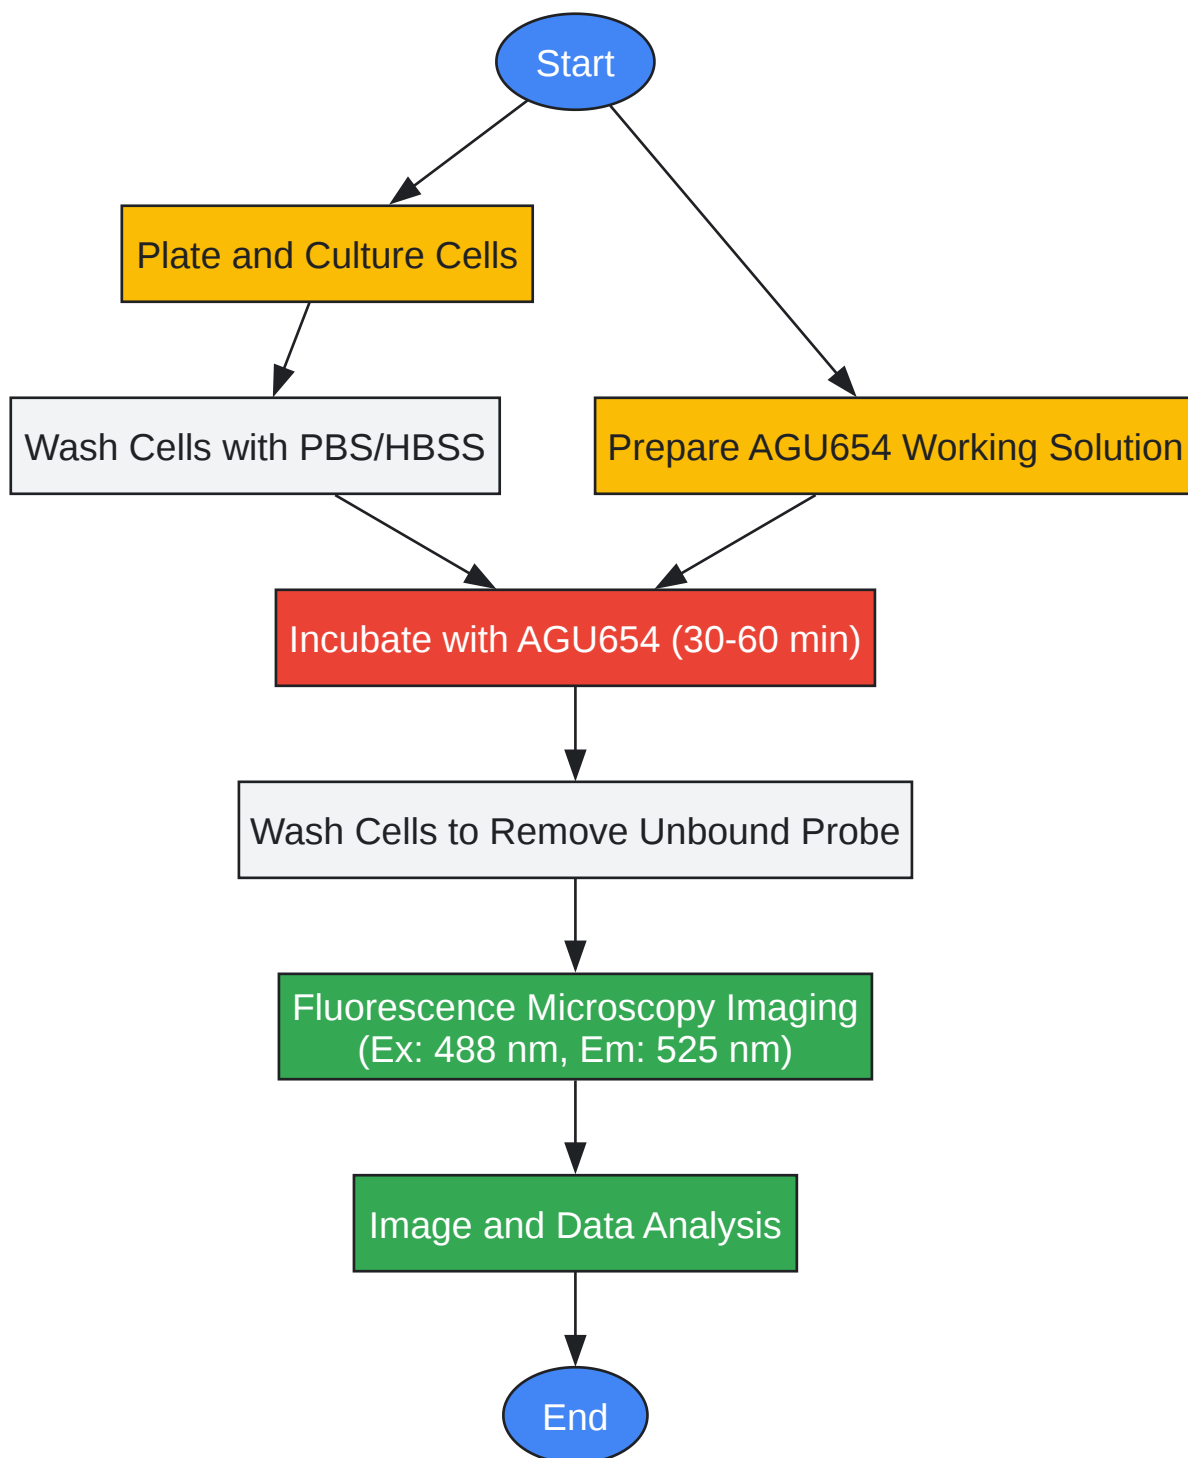 Start
Plate and Culture Cells
Wash Cells with PBS/HBSS
Prepare AGU654 Working Solution
Incubate with AGU654 (30-60 min)
Wash Cells to Remove Unbound Probe
Fluorescence Microscopy Imaging
(Ex: 488 nm, Em: 525 nm)
Image and Data Analysis
End